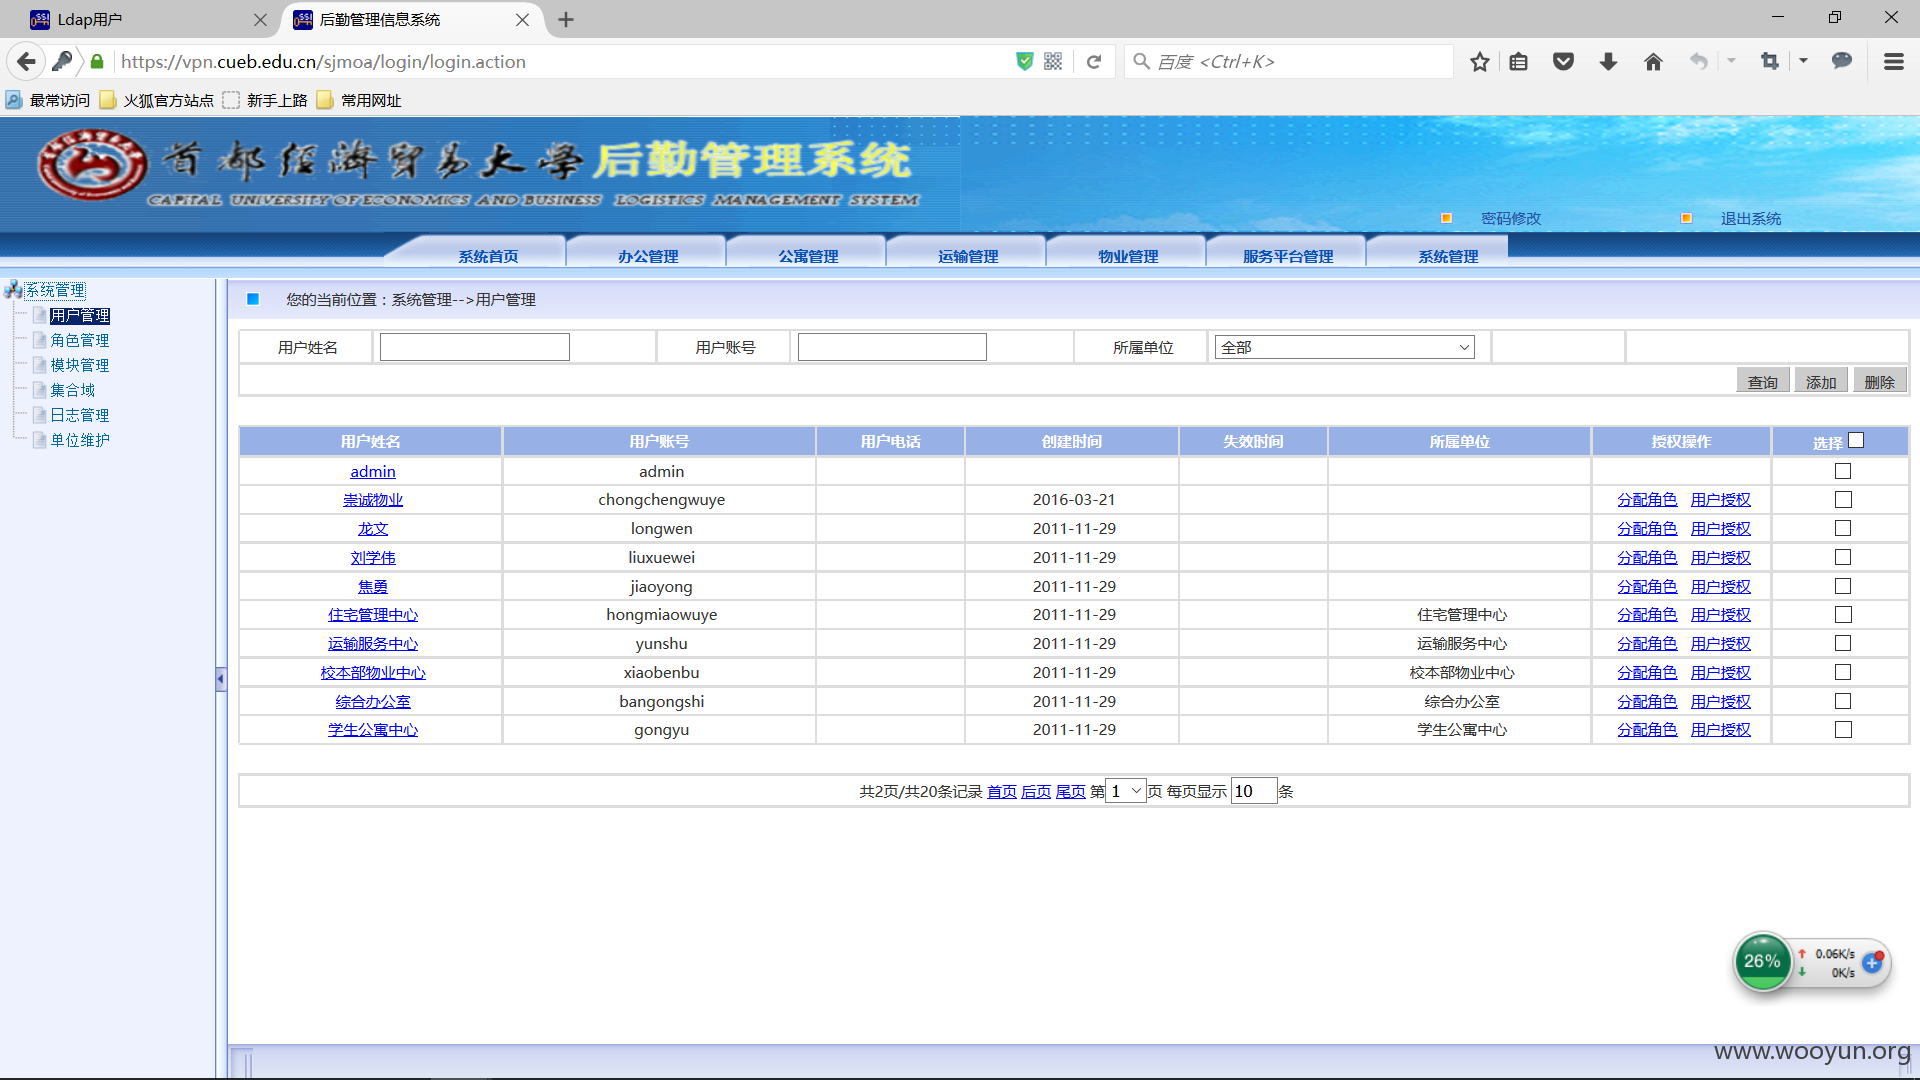 Ldap用户
后勤管理信息系统
https://vpn.cueb.edu.cn/sjmoa/login/login.action
百度 <Ctrl+K>
最常访问 火狐官方站点 新手上路 常用网址
首都经济贸易大学后勤管理系统
CAPITAL UNIVERSITY OF ECONOMICS AND BUSINESS LOGISTICS MANAGEMENT SYSTEM
密码修改 退出系统
系统首页 办公管理 公寓管理 运输管理 物业管理 服务平台管理 系统管理
系统管理
用户管理
角色管理
模块管理
集合域
日志管理
单位维护
您的当前位置：系统管理-->用户管理
用户姓名 用户账号 所属单位 全部
查询 添加 删除
用户姓名 用户账号 用户电话 创建时间 失效时间 所属单位 授权操作 选择
admin admin
崇诚物业 chongchengwuye 2016-03-21 分配角色 用户授权
龙文 longwen 2011-11-29 分配角色 用户授权
刘学伟 liuxuewei 2011-11-29 分配角色 用户授权
焦勇 jiaoyong 2011-11-29 分配角色 用户授权
住宅管理中心 hongmiaowuye 2011-11-29 住宅管理中心 分配角色 用户授权
运输服务中心 yunshu 2011-11-29 运输服务中心 分配角色 用户授权
校本部物业中心 xiaobenbu 2011-11-29 校本部物业中心 分配角色 用户授权
综合办公室 bangongshi 2011-11-29 综合办公室 分配角色 用户授权
学生公寓中心 gongyu 2011-11-29 学生公寓中心 分配角色 用户授权
共2页/共20条记录 首页 后页 尾页 第 1 页 每页显示 10 条
26% 0.06K/s
0K/s
www.wooyun.org